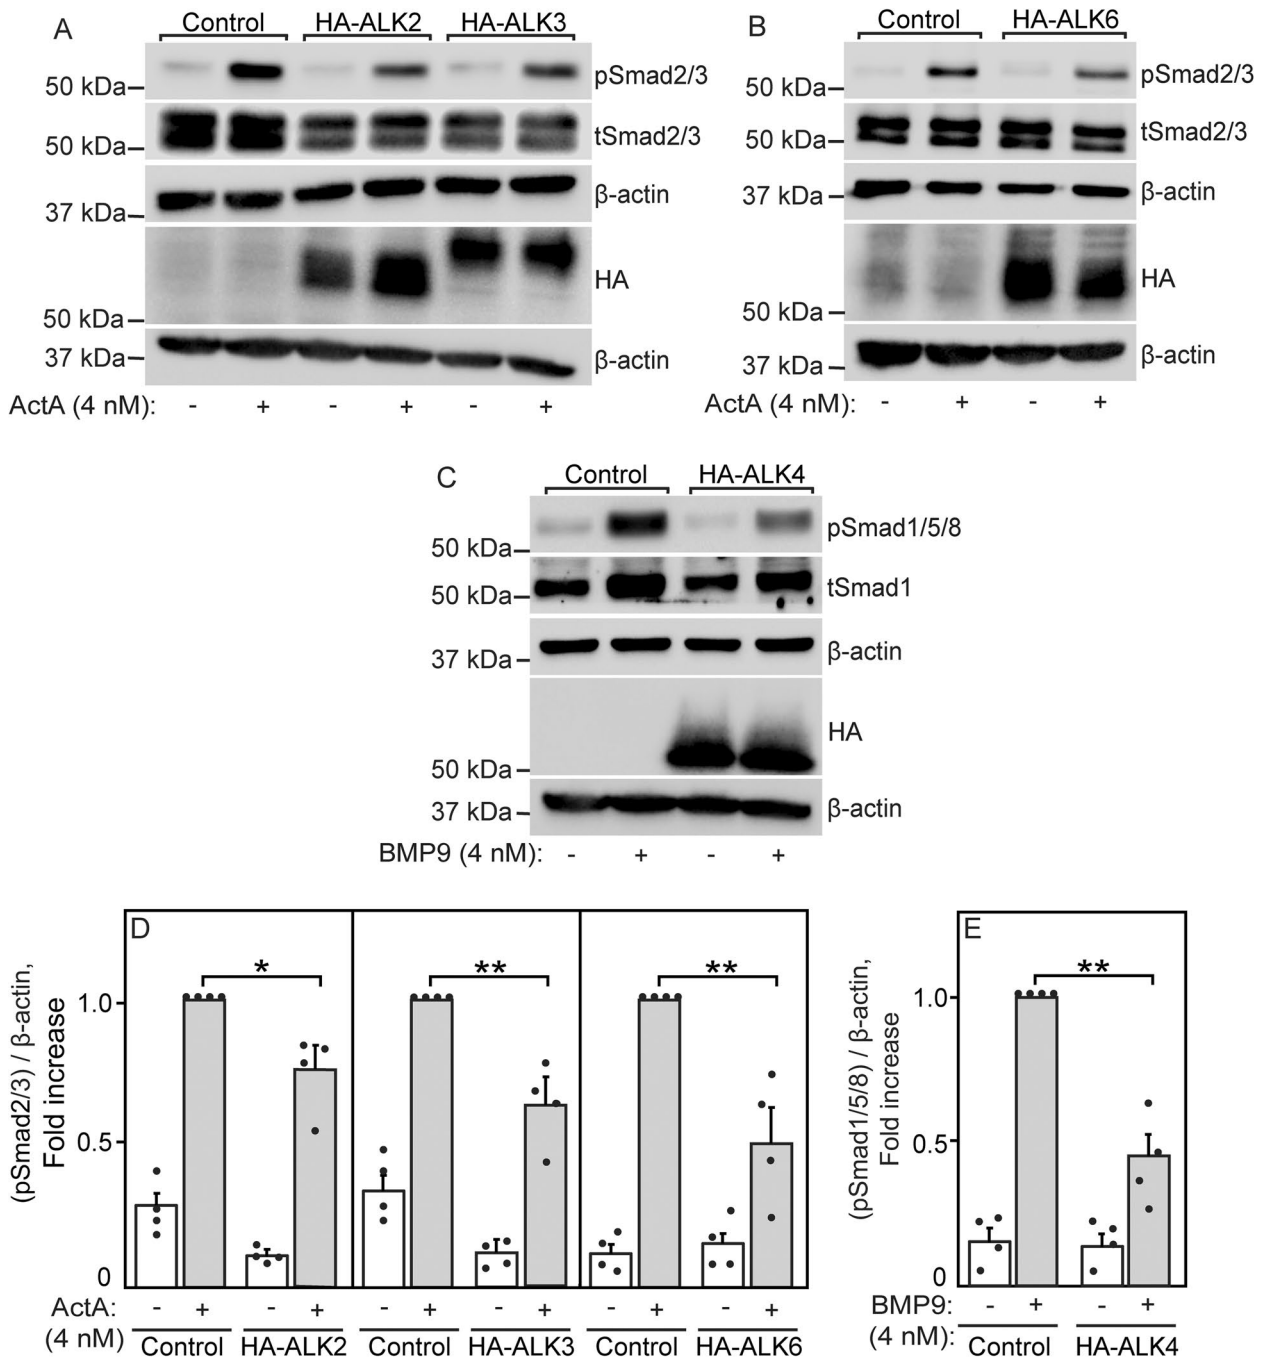 A
Control HA-ALK2 HA-ALK3
pSmad2/3
50 kDa
tSmad2/3
50 kDa
β-actin
37 kDa
HA
50 kDa
37 kDa β-actin
ActA (4 nM): - + - + - +
B
Control HA-ALK6
pSmad2/3
50 kDa
tSmad2/3
50 kDa
37 kDa β-actin
HA
50 kDa
β-actin
37 kDa
ActA (4 nM): - + - +
C
Control HA-ALK4
pSmad1/5/8
50 kDa
tSmad1
50 kDa
β-actin
37 kDa
HA
50 kDa
37 kDa β-actin
BMP9 (4 nM): - + - +
D
(pSmad2/3) / β-actin,
Fold increase
1.0
0.5
0
* ** **
ActA: - + - + - + - + - + - +
(4 nM) Control HA-ALK2 Control HA-ALK3 Control HA-ALK6
E
(pSmad1/5/8) / β-actin,
Fold increase
1.0
0.5
0
**
BMP9: - + - +
(4 nM): Control HA-ALK4